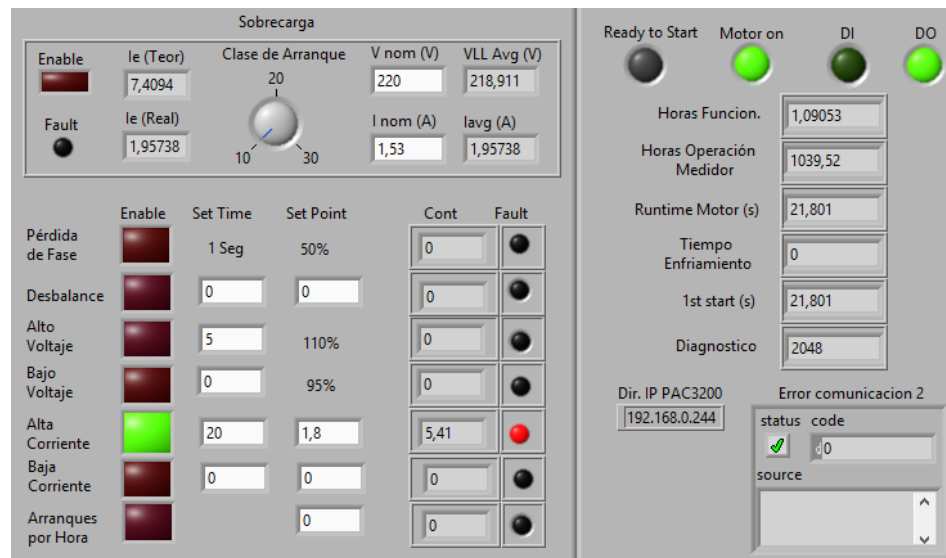 Sobrecarga
Enable
Ie (Teor)
7,4094
Clase de Arranque
20
10
30
V nom (V)
220
VLL Avg (V)
218,911
Fault
Ie (Real)
1,95738
I nom (A)
1,53
Iavg (A)
1,95738
Enable Set Time Set Point Cont Fault
Pérdida
de Fase
1 Seg 50% 0
Desbalance 0 0 0
Alto
Voltaje
5 110% 0
Bajo
Voltaje
0 95% 0
Alta
Corriente
20 1,8 5,41
Baja
Corriente
0 0 0
Arranques
por Hora
0 0
Ready to Start Motor on DI DO
Horas Funcion. 1,09053
Horas Operación
Medidor
1039,52
Runtime Motor (s) 21,801
Tiempo
Enfriamiento
0
1st start (s) 21,801
Diagnostico 2048
Dir. IP PAC3200
192.168.0.244
Error comunicacion 2
status code
d0
source